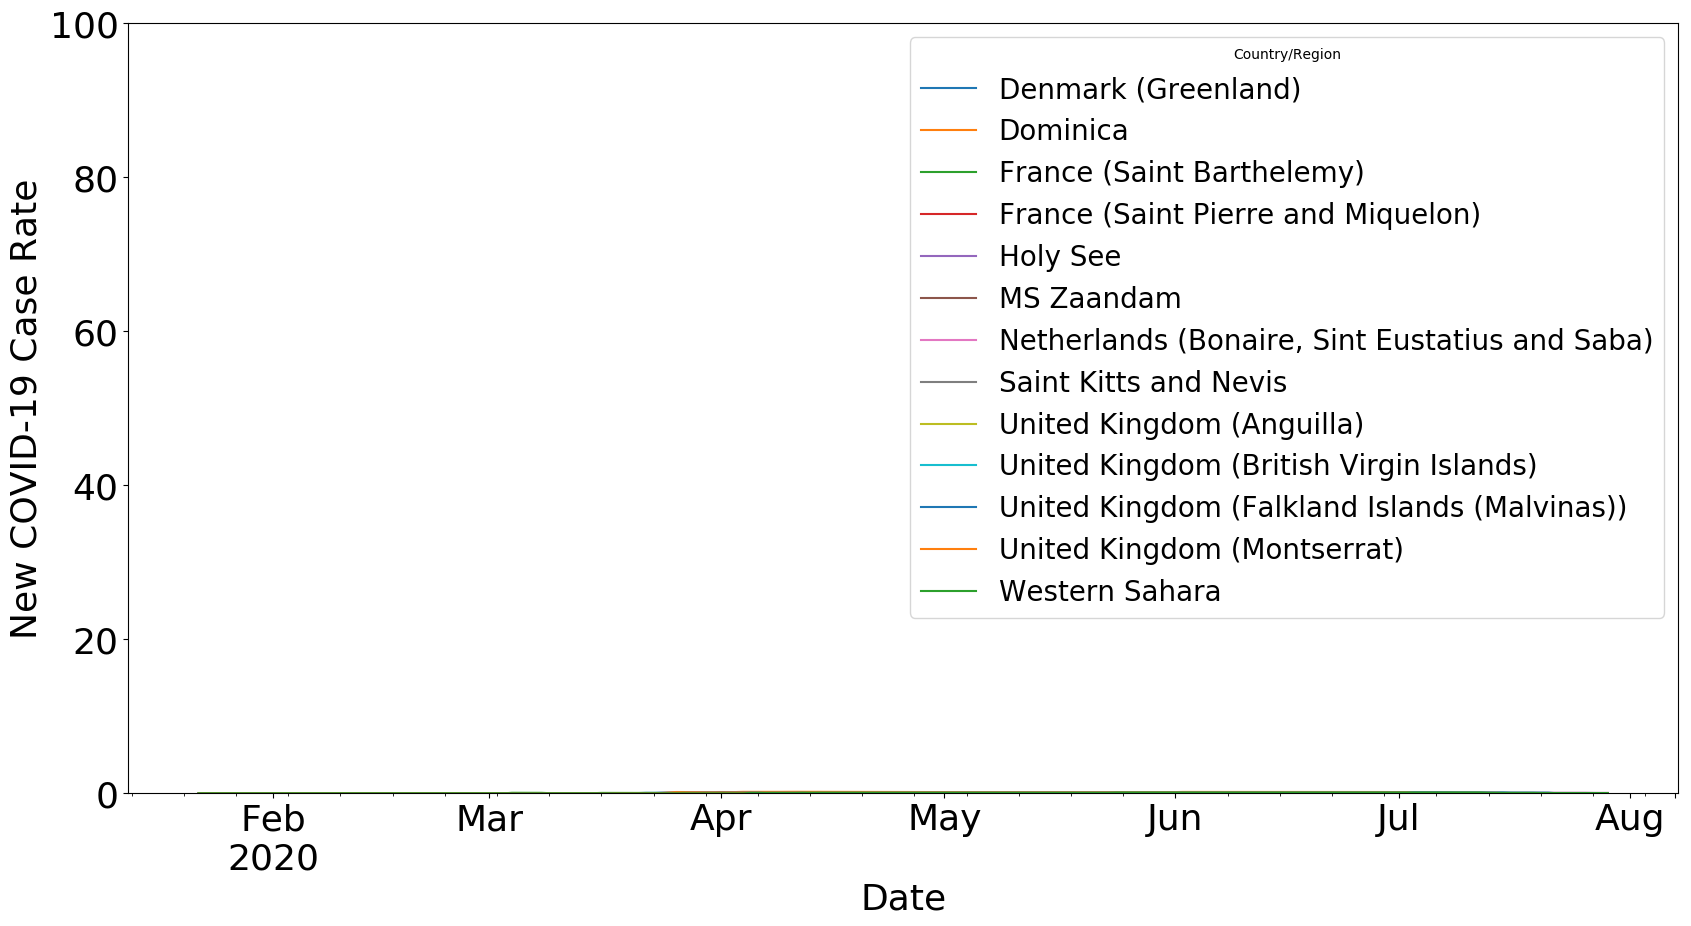 100
80
60
40
20
0
New COVID-19 Case Rate
Country/Region
Denmark (Greenland)
Dominica
France (Saint Barthelemy)
France (Saint Pierre and Miquelon)
Holy See
MS Zaandam
Netherlands (Bonaire, Sint Eustatius and Saba)
Saint Kitts and Nevis
United Kingdom (Anguilla)
United Kingdom (British Virgin Islands)
United Kingdom (Falkland Islands (Malvinas))
United Kingdom (Montserrat)
Western Sahara
Feb Mar Apr May Jun Jul Aug
2020
Date